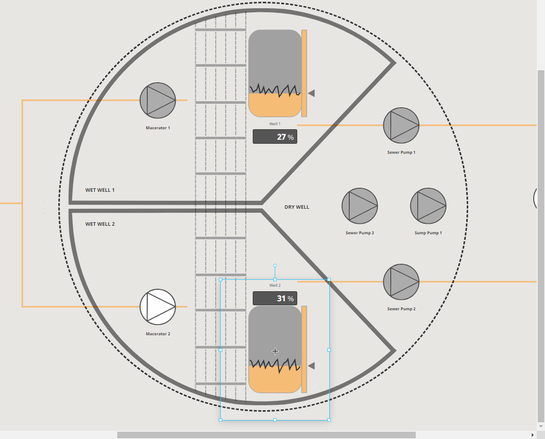 Well 1
27 %
Macerator 1
Sewer Pump 1
WET WELL 1
DRY WELL
WET WELL 2
Sewer Pump 2
Sump Pump 1
Well 2
31 %
Sewer Pump 2
Macerator 2